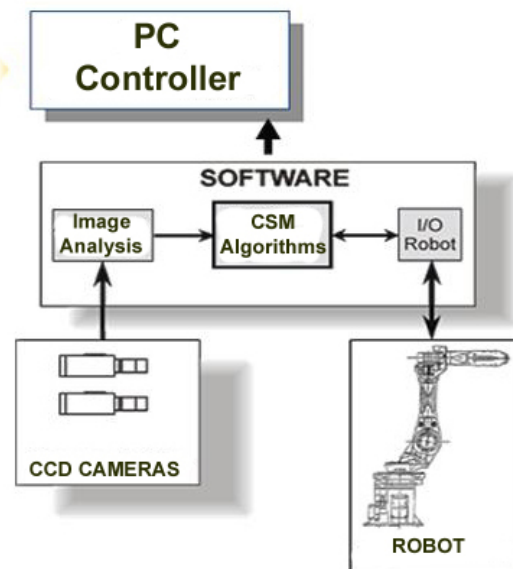 PC
Controller
SOFTWARE
Image
Analysis
CSM
Algorithms
I/O
Robot
CCD CAMERAS
ROBOT